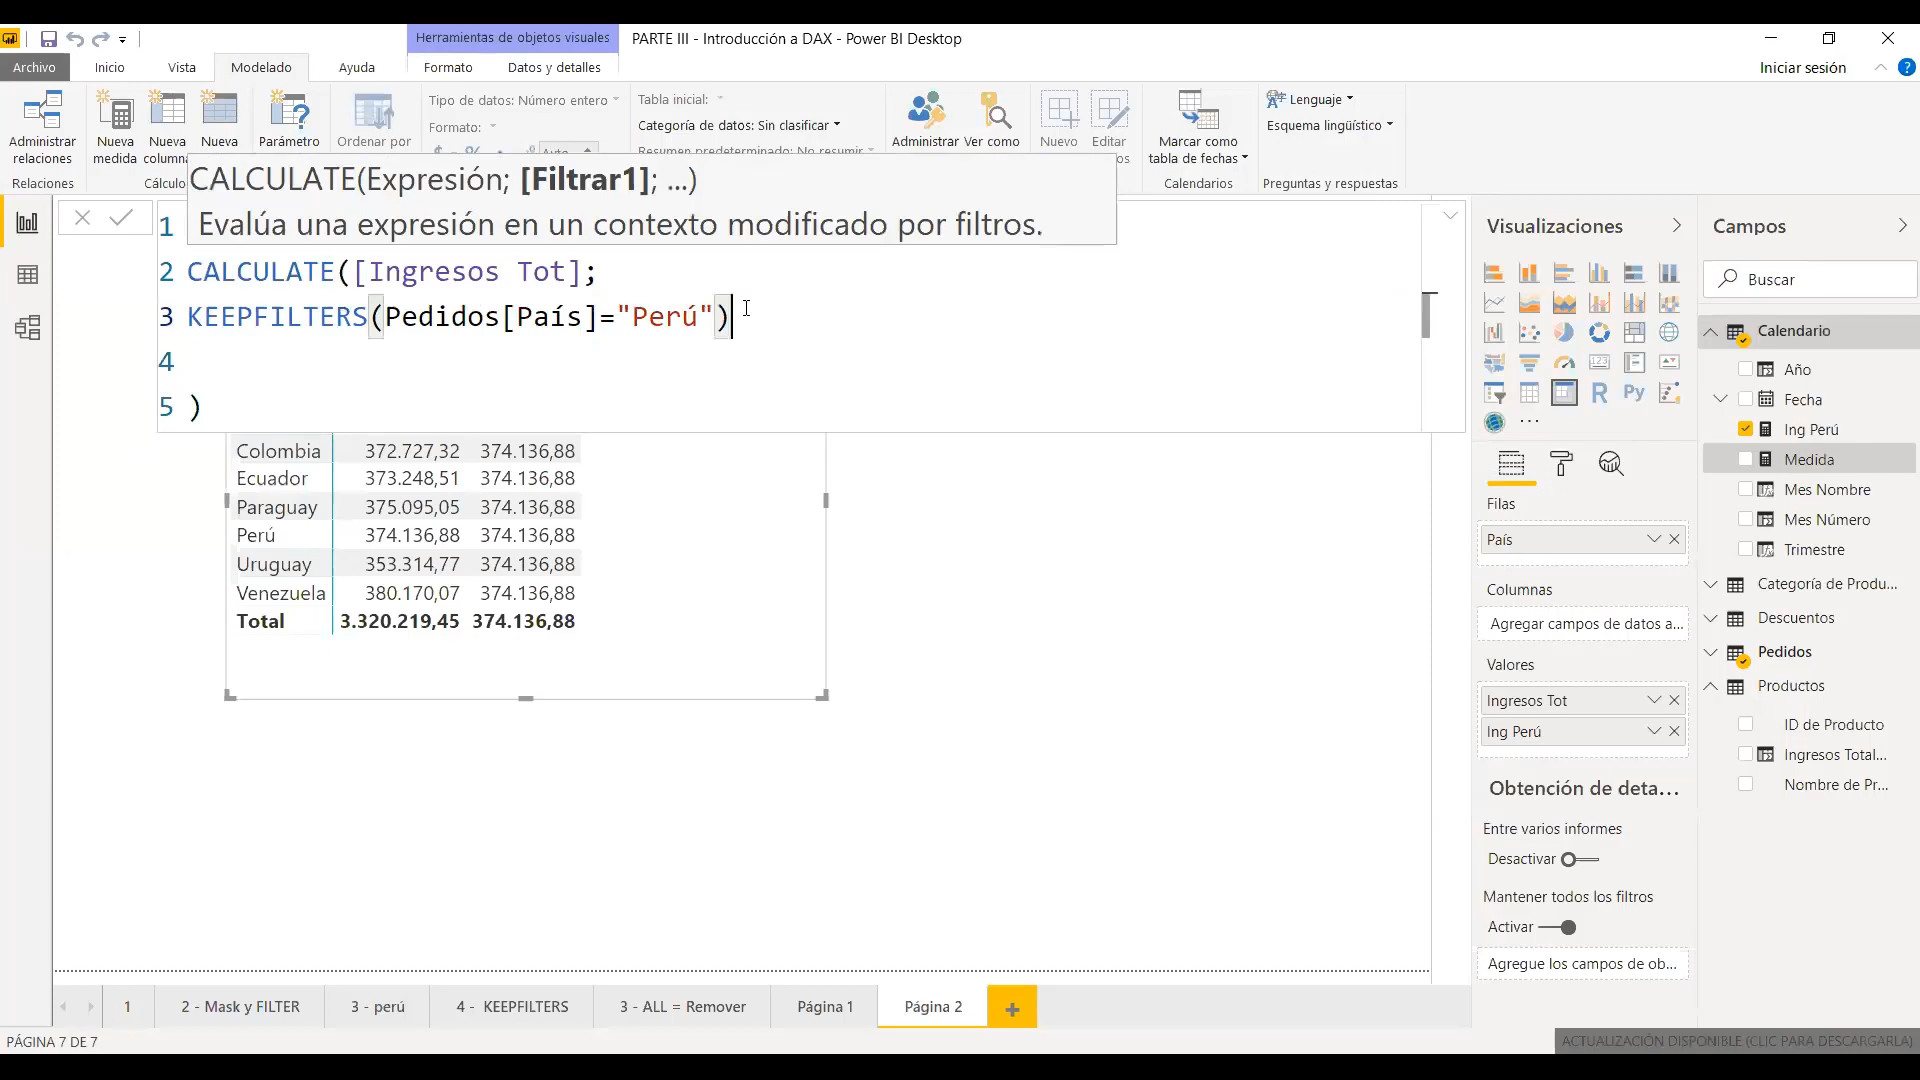 Herramientas de objetos visuales
PARTE III - Introducción a DAX - Power BI Desktop
Archivo Inicio Vista Modelado Ayuda Formato Datos y detalles
Iniciar sesión
Administrar relaciones
Relaciones
Nueva medida
Nueva column
Nueva
Parámetro
Ordenar por
Tipo de datos: Número entero
Formato:
Auto
Tabla inicial:
Categoría de datos: Sin clasificar
Resumen predeterminado: No resumir
Administrar
Ver como
Nuevo
Editar
Marcar como tabla de fechas
Calendarios
Lenguaje
Esquema lingüístico
Preguntas y respuestas
Cálculo
CALCULATE(Expresión; [Filtrar1]; ...)
Evalúa una expresión en un contexto modificado por filtros.
1
2 CALCULATE([Ingresos Tot];
3 KEEPFILTERS(Pedidos[País]="Perú")
4
5 )
Colombia 372.727,32 374.136,88
Ecuador 373.248,51 374.136,88
Paraguay 375.095,05 374.136,88
Perú 374.136,88 374.136,88
Uruguay 353.314,77 374.136,88
Venezuela 380.170,07 374.136,88
Total 3.320.219,45 374.136,88
Visualizaciones
R
Py
123
...
Filas
País
Columnas
Agregar campos de datos a...
Valores
Ingresos Tot
Ing Perú
Obtención de deta...
Entre varios informes
Desactivar
Mantener todos los filtros
Activar
Agregue los campos de ob...
Campos
Buscar
Calendario
Año
Fecha
Ing Perú
Medida
Mes Nombre
Mes Número
Trimestre
Categoría de Produ...
Descuentos
Pedidos
Productos
ID de Producto
Ingresos Total...
Nombre de Pr...
1
2 - Mask y FILTER
3 - perú
4 - KEEPFILTERS
3 - ALL = Remover
Página 1
Página 2
+
PÁGINA 7 DE 7
ACTUALIZACIÓN DISPONIBLE (CLIC PARA DESCARGARLA)